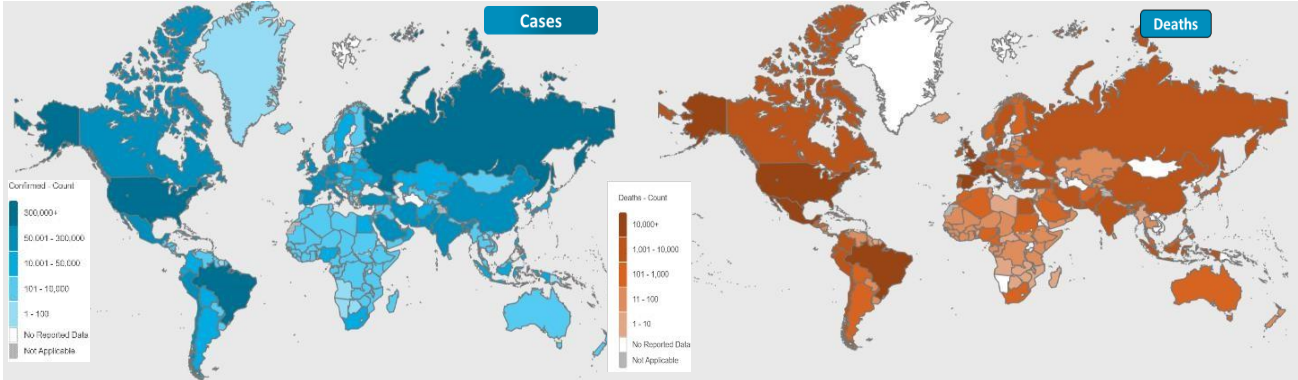 Cases
Confirmed - Count
300,000+
50.001 - 300,000
10.001 - 50,000
101 - 10,000
1 - 100
No Reported Data
Not Applicable
Deaths
Deaths - Count
10,000+
1.001 - 10,000
101 - 1,000
11 - 100
1 - 10
No Reported Data
Not Applicable